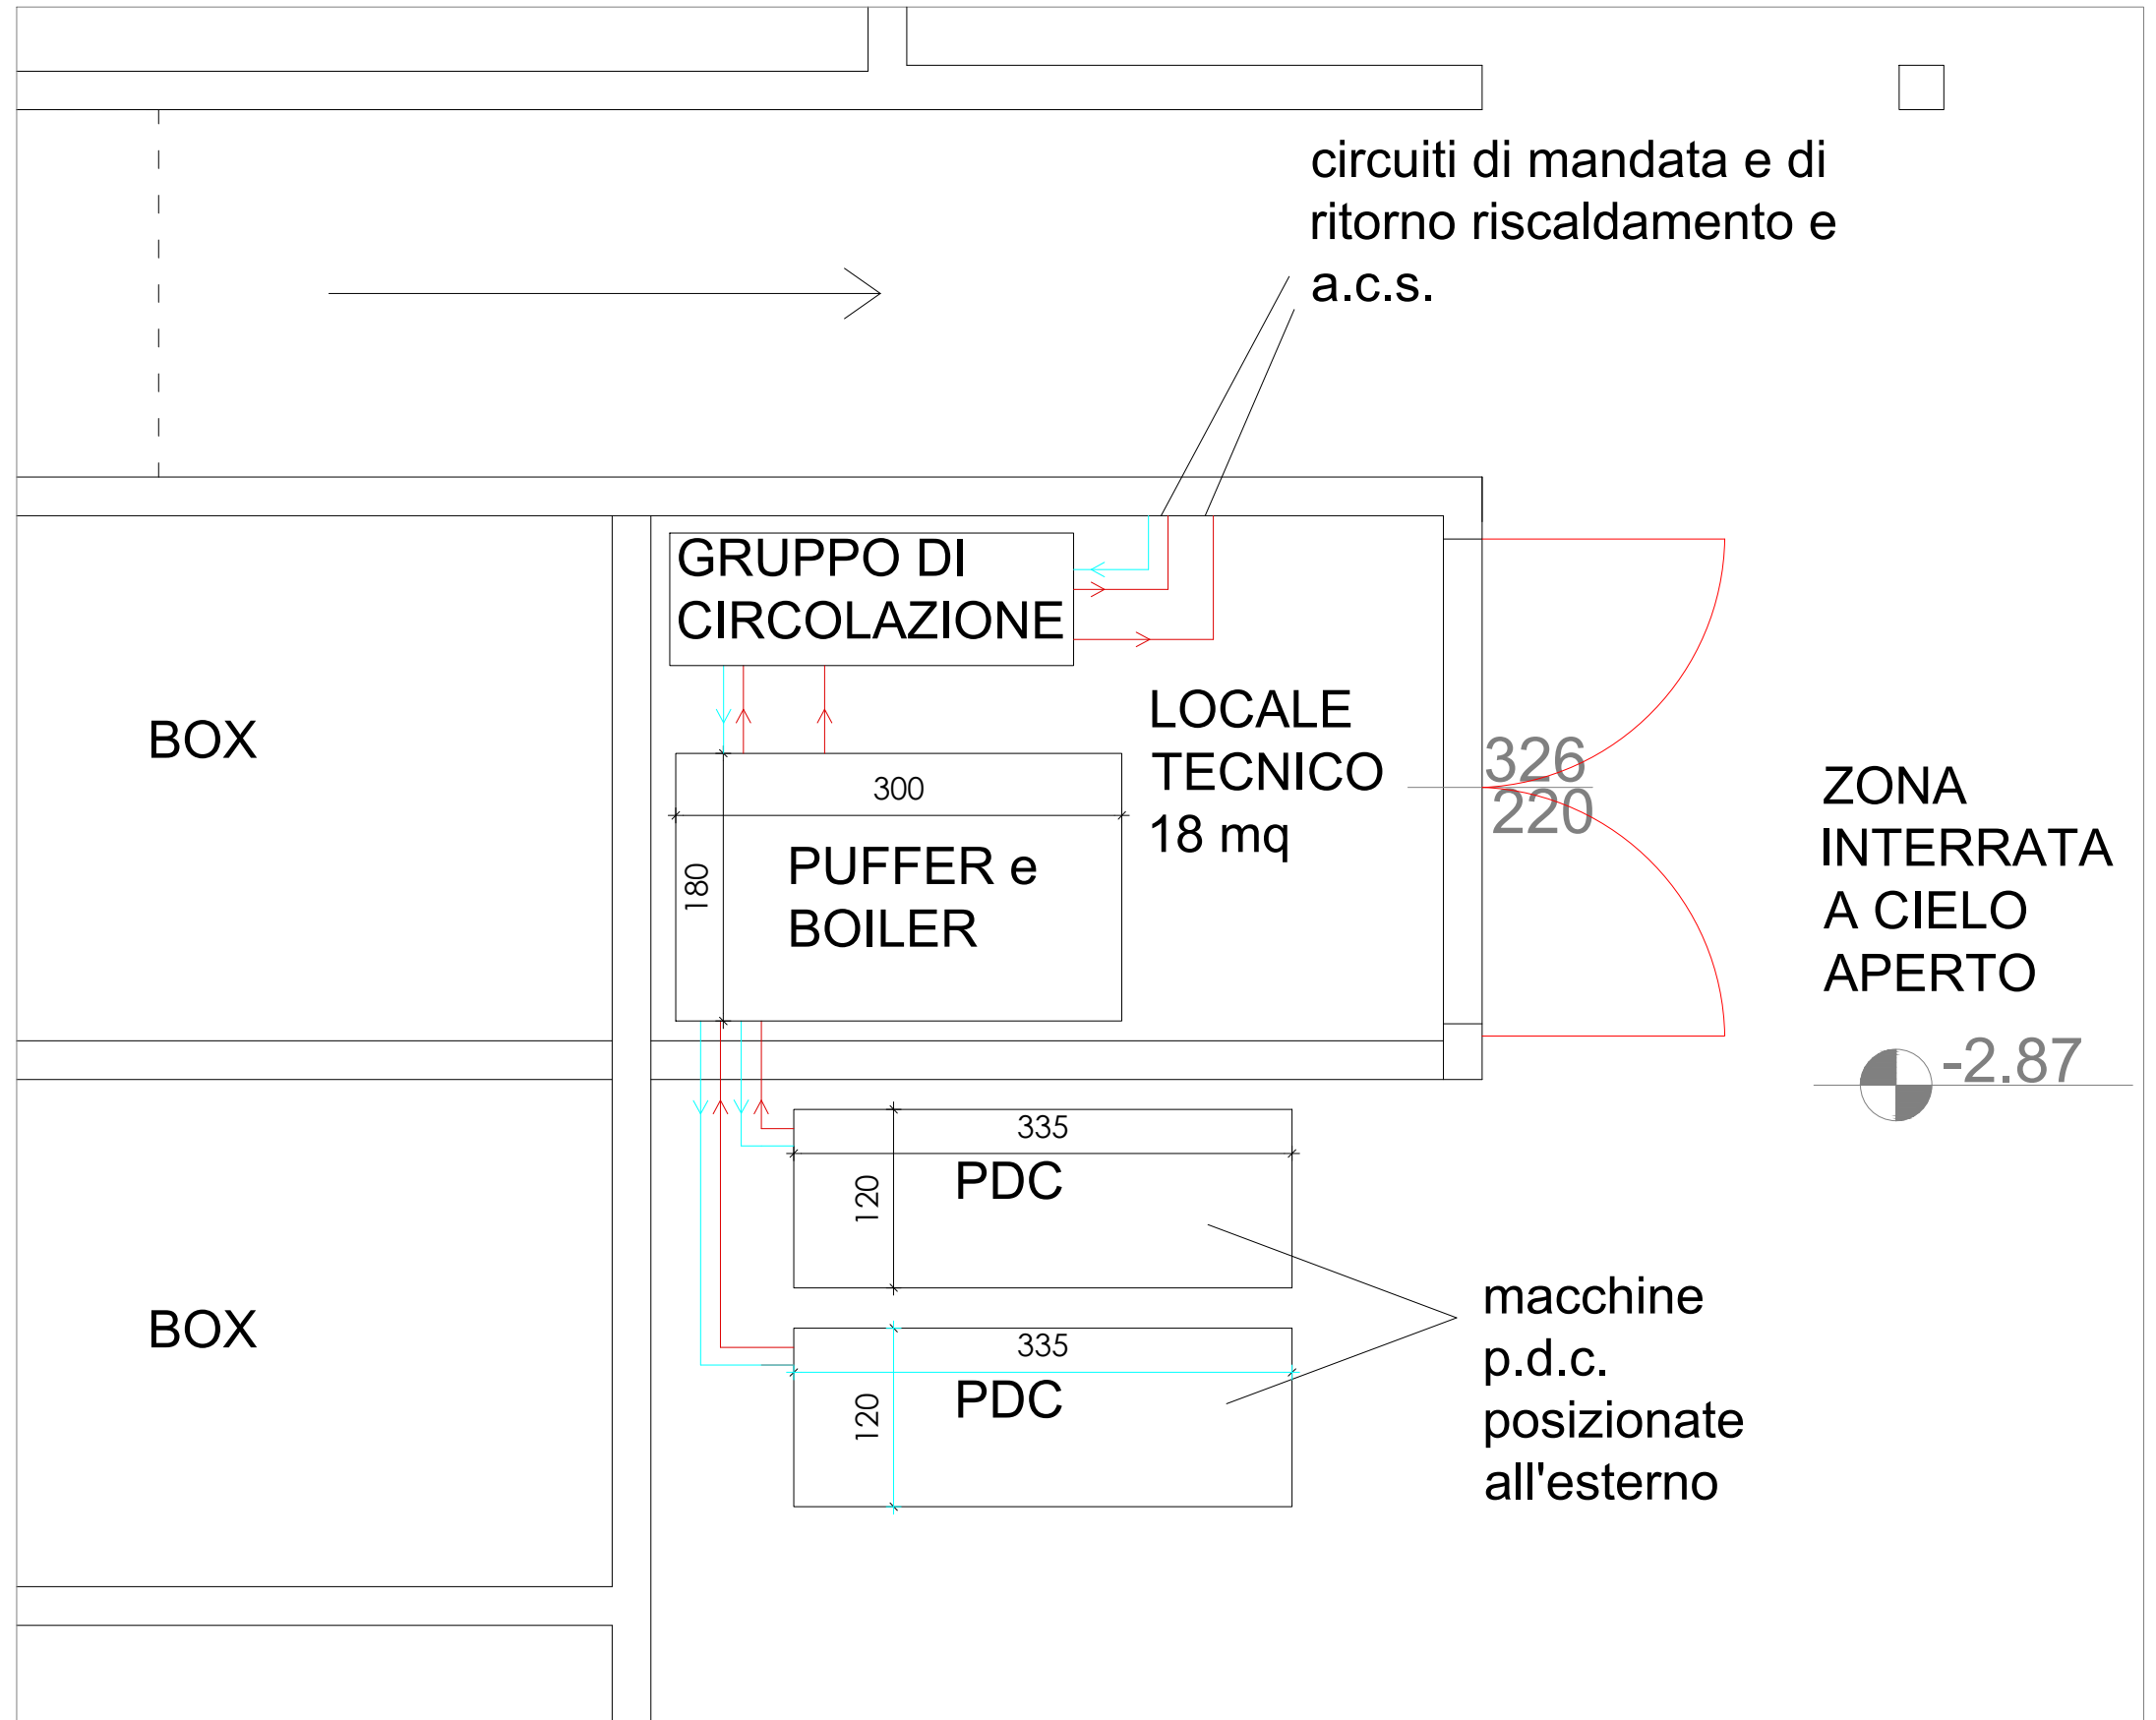 circuiti di mandata e di
ritorno riscaldamento e
a.c.s.
GRUPPO DI
CIRCOLAZIONE
BOX
LOCALE
TECNICO
18 mq
326
220
ZONA
INTERRATA
A CIELO
APERTO
-2.87
300
180
PUFFER e
BOILER
335
120
PDC
BOX
335
120
PDC
macchine
p.d.c.
posizionate
all'esterno